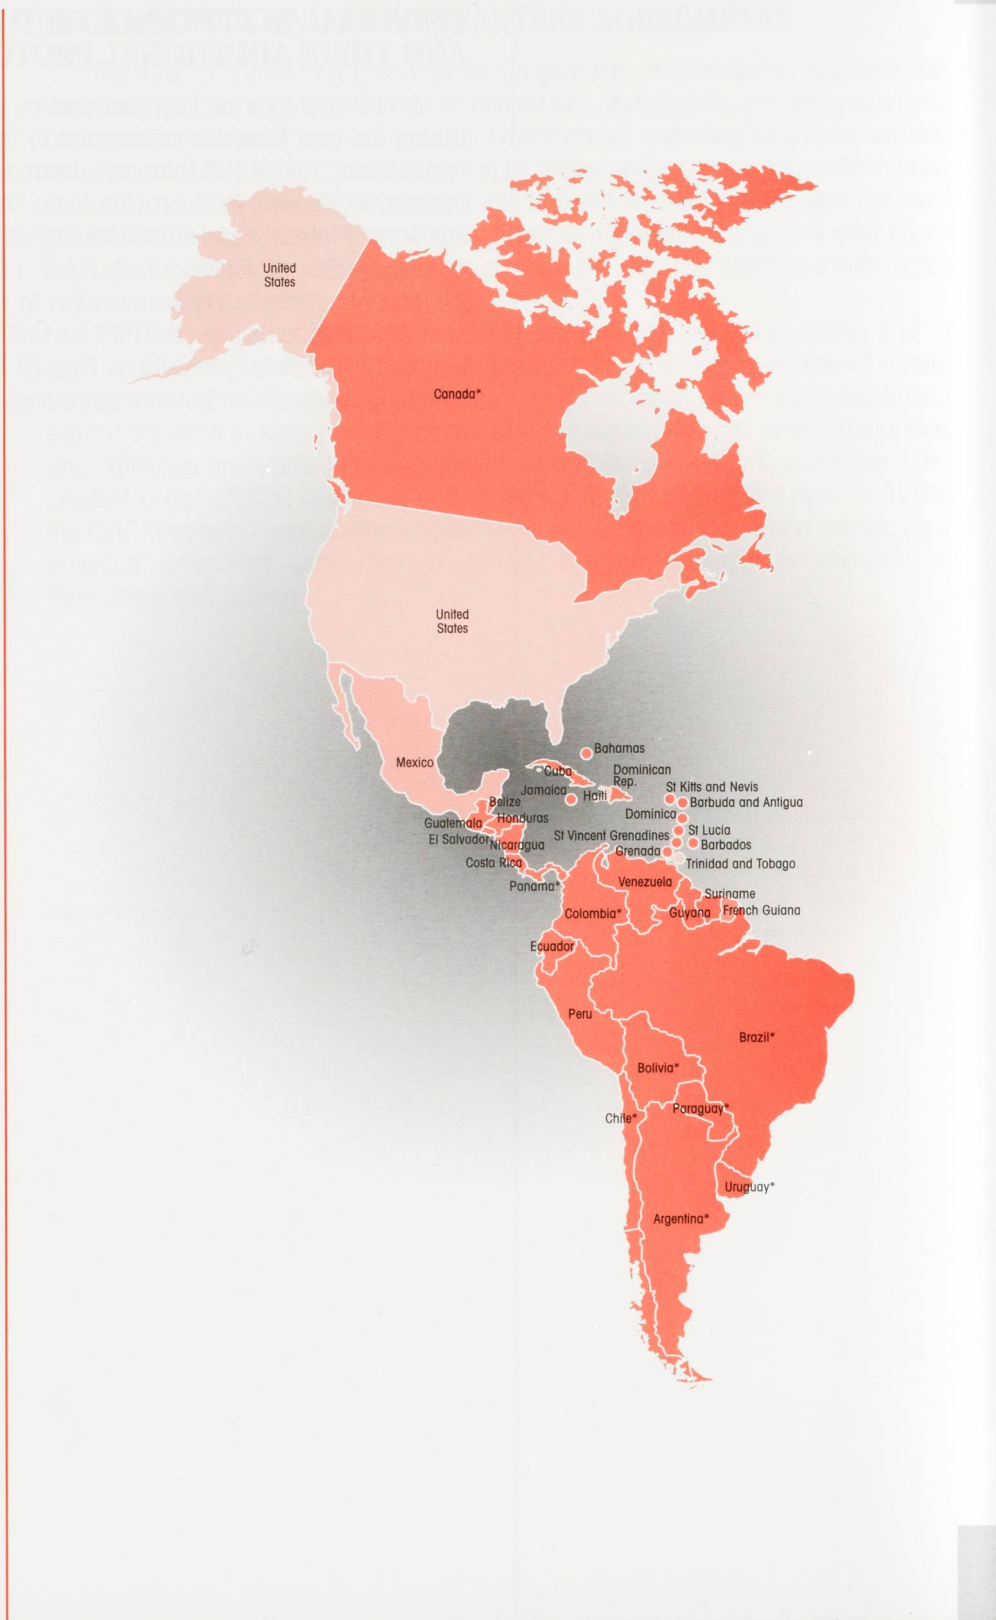 United
States
Canada*
United
States
Mexico
Bahamas
Cuba
Dominican
Rep.
Jamaica
Haiti
St Kitts and Nevis
Belize
Barbuda and Antigua
Dominica
Honduras
Guatemala
St Lucia
St Vincent Grenadines
El Salvador
Nicaragua
Barbados
Grenada
Costa Rica
Trinidad and Tobago
Panama*
Venezuela
Suriname
Colombia*
Guyana
French Guiana
Ecuador
Peru
Brazil*
Bolivia*
Paraguay*
Chile*
Uruguay*
Argentina*